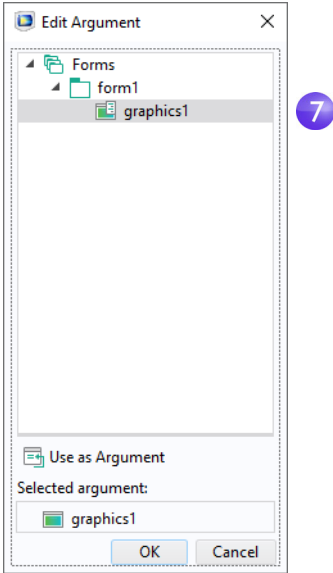 Edit Argument
Forms
form1
graphics1
7
Use as Argument
Selected argument:
graphics1
OK Cancel